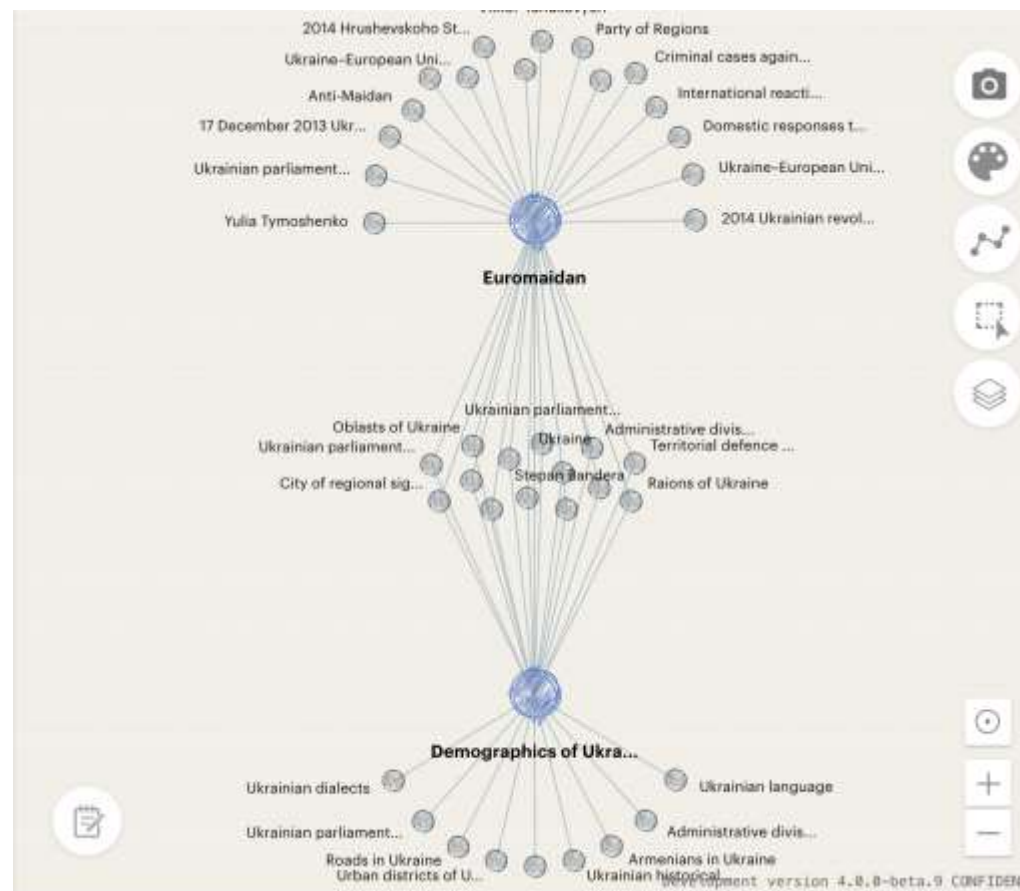 2014 Hrushevskoho St...
Party of Regions
Ukraine–European Uni...
Criminal cases again...
Anti-Maidan
International reacti...
17 December 2013 Ukr...
Domestic responses t...
Ukrainian parliament...
Ukraine–European Uni...
Yulia Tymoshenko
2014 Ukrainian revol...
Euromaidan
Ukrainian parliament...
Oblasts of Ukraine
Administrative divis...
Ukrainian parliament...
Ukraine
Territorial defence ...
City of regional sig...
Stepan Bandera
Raions of Ukraine
Demographics of Ukra...
Ukrainian dialects
Ukrainian language
Ukrainian parliament...
Administrative divis...
Roads in Ukraine
Armenians in Ukraine
Urban districts of U...
Ukrainian historical
Development version 4.0.0-beta.9 CONFIDEN